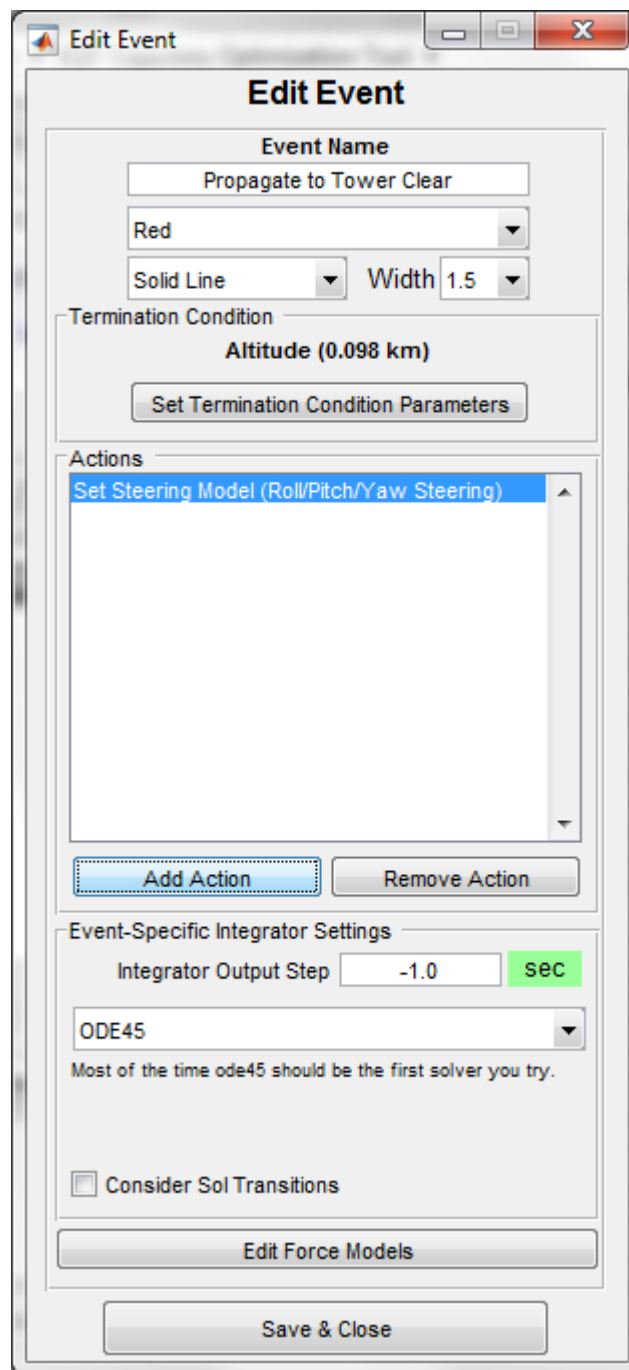 Edit Event
Edit Event
Event Name
Propagate to Tower Clear
Red
Solid Line Width 1.5
Termination Condition
Altitude (0.098 km)
Set Termination Condition Parameters
Actions
Set Steering Model (Roll/Pitch/Yaw Steering)
Add Action Remove Action
Event-Specific Integrator Settings
Integrator Output Step -1.0 sec
ODE45
Most of the time ode45 should be the first solver you try.
Consider SoI Transitions
Edit Force Models
Save & Close